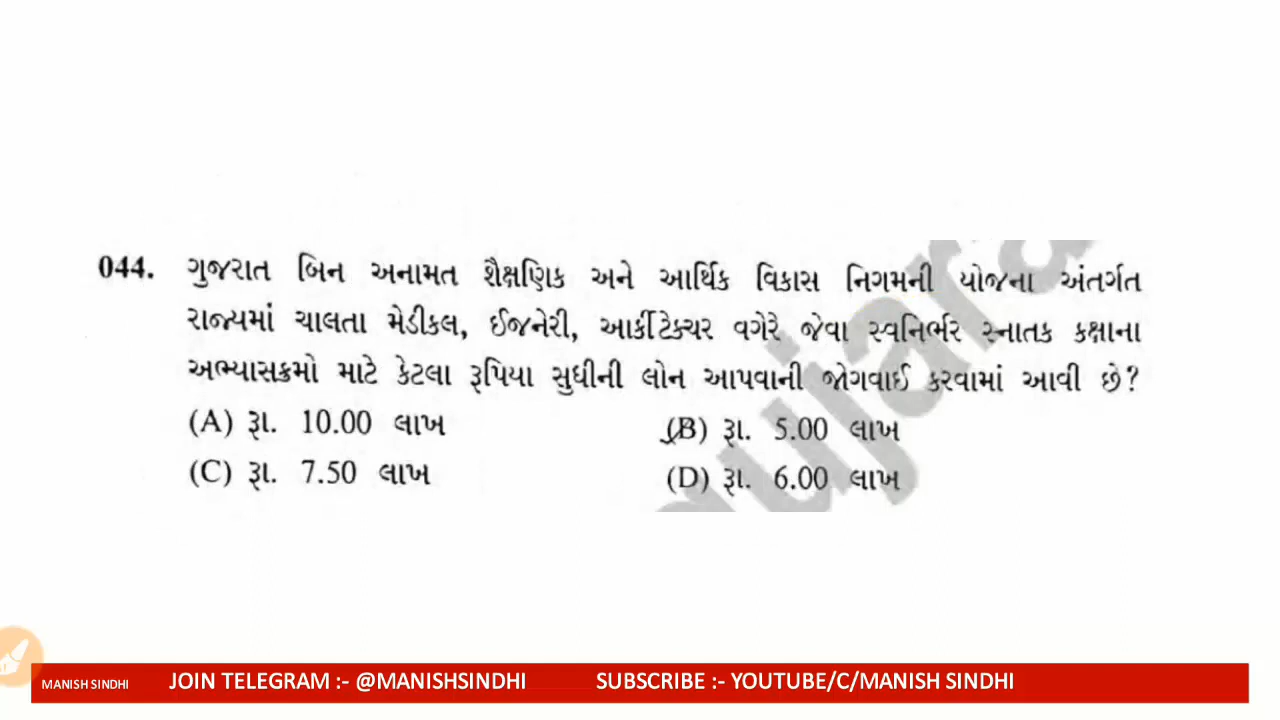 044. ગુજરાત બિન અનામત શૈક્ષણિક અને આર્થિક વિકાસ નિગમની યોજના અંતર્ગત
રાજ્યમાં ચાલતા મેડીકલ, ઈજનેરી, આર્કીટેક્ચર વગેરે જેવા સ્વનિર્ભર સ્નાતક કક્ષાના
અભ્યાસક્રમો માટે કેટલા રૂપિયા સુધીની લોન આપવાની જોગવાઈ કરવામાં આવી છે?
(A) રૂા. 10.00 લાખ (B) રૂા. 5.00 લાખ
(C) રૂા. 7.50 લાખ (D) રૂા. 6.00 લાખ
gujara
MANISH SINDHI JOIN TELEGRAM :- @MANISHSINDHI SUBSCRIBE :- YOUTUBE/C/MANISH SINDHI